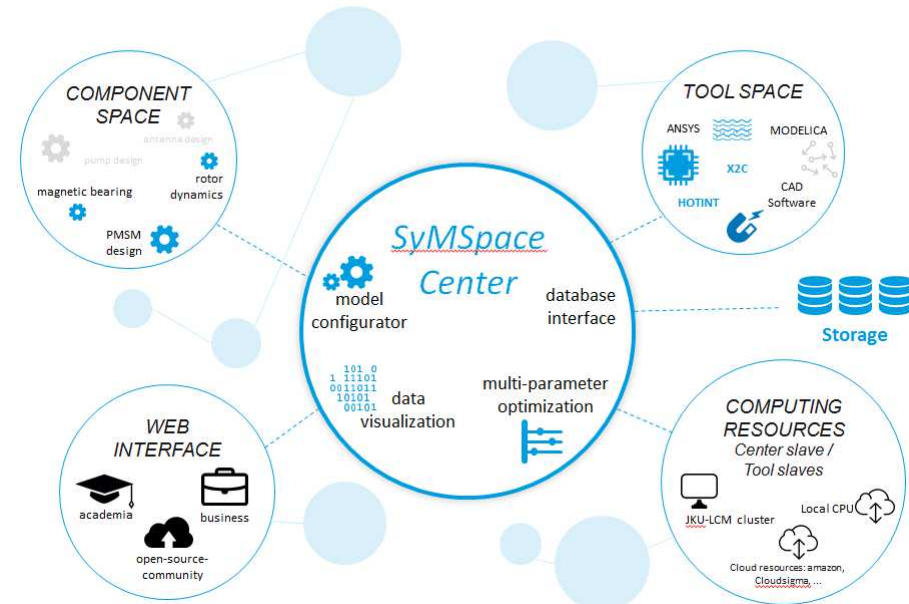 COMPONENT
SPACE
antenna design
pump design
magnetic bearing
rotor
dynamics
PMSM
design
TOOL SPACE
ANSYS
MODELICA
X2C
HOTINT
CAD
Software
SyMSpace
Center
model
configurator
database
interface
101 0
1 11101
0011011
10101
00101
data
visualization
multi-parameter
optimization
Storage
WEB
INTERFACE
academia
business
open-source-
community
COMPUTING
RESOURCES
Center slave /
Tool slaves
JKU-LCM cluster
Local CPU
Cloud resources: amazon,
Cloudsigma, ...